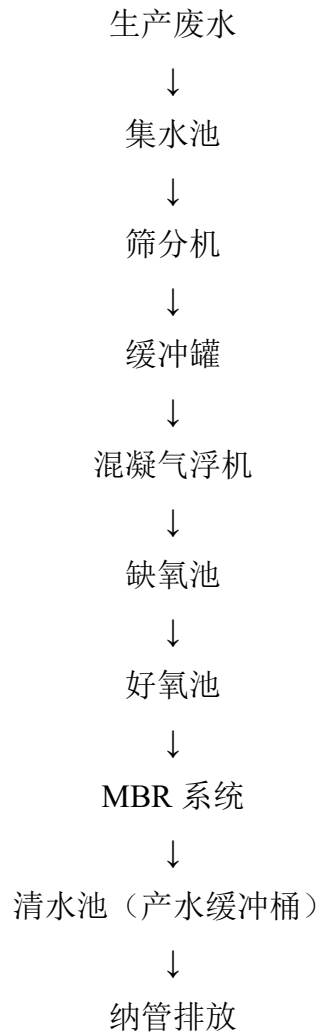 生产废水
↓
集水池
↓
筛分机
↓
缓冲罐
↓
混凝气浮机
↓
缺氧池
↓
好氧池
↓
MBR 系统
↓
清水池（产水缓冲桶）
↓
纳管排放